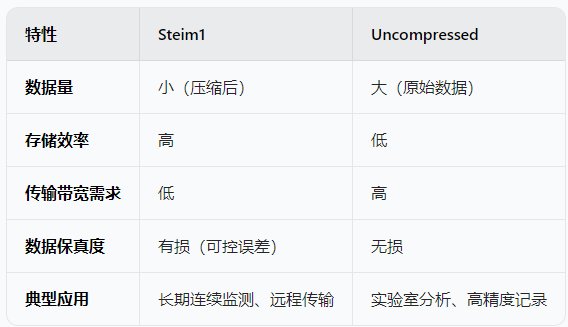 特性 Steim1 Uncompressed
数据量 小（压缩后） 大（原始数据）
存储效率 高 低
传输带宽需求 低 高
数据保真度 有损（可控误差） 无损
典型应用 长期连续监测、远程传输 实验室分析、高精度记录